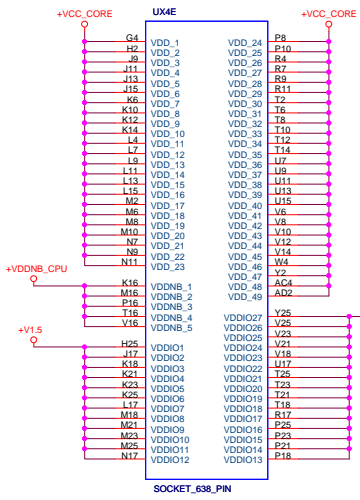 +VCC_CORE UX4E +VCC_CORE
G4 VDD_1 VDD_24 P8
H2 VDD_2 VDD_25 P10
J9 VDD_3 VDD_26 R4
J11 VDD_4 VDD_27 R7
J13 VDD_5 VDD_28 R9
J15 VDD_6 VDD_29 R11
K6 VDD_7 VDD_30 T2
K10 VDD_8 VDD_31 T6
K12 VDD_9 VDD_32 T8
K14 VDD_10 VDD_33 T10
L4 VDD_11 VDD_34 T12
L7 VDD_12 VDD_35 T14
L9 VDD_13 VDD_36 U7
L11 VDD_14 VDD_37 U9
L13 VDD_15 VDD_38 U11
L15 VDD_16 VDD_39 U13
M2 VDD_17 VDD_40 U15
M6 VDD_18 VDD_41 V6
M8 VDD_19 VDD_42 V8
M10 VDD_20 VDD_43 V10
N7 VDD_21 VDD_44 V12
N9 VDD_22 VDD_45 V14
N11 VDD_23 VDD_46 W4
+VDDNB_CPU VDD_47 Y2
K16 VDDNB_1 VDD_48 AC4
M16 VDDNB_2 VDD_49 AD2
P16 VDDNB_3
T16 VDDNB_4 VDDIO27 Y25
V16 VDDNB_5 VDDIO26 V25
+V1.5 VDDIO25 V23
H25 VDDIO1 VDDIO24 V21
J17 VDDIO2 VDDIO23 V18
K18 VDDIO3 VDDIO22 U17
K21 VDDIO4 VDDIO21 T25
K23 VDDIO5 VDDIO20 T23
K25 VDDIO6 VDDIO19 T21
L17 VDDIO7 VDDIO18 T18
M18 VDDIO8 VDDIO17 R17
M21 VDDIO9 VDDIO16 P25
M23 VDDIO10 VDDIO15 P23
M25 VDDIO11 VDDIO14 P21
N17 VDDIO12 VDDIO13 P18
SOCKET_638_PIN